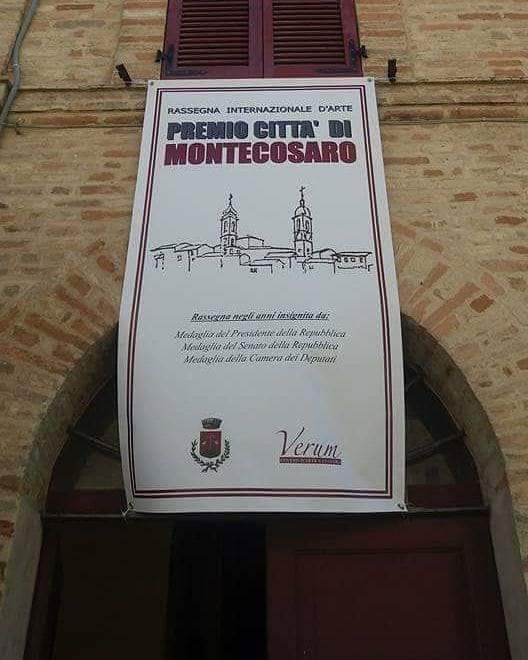 RASSEGNA INTERNAZIONALE D'ARTE
PREMIO CITTA' DI
MONTECOSARO
Rassegna negli anni insignita da:
Medaglia del Presidente della Repubblica
Medaglia del Senato della Repubblica
Medaglia della Camera dei Deputati
Verum